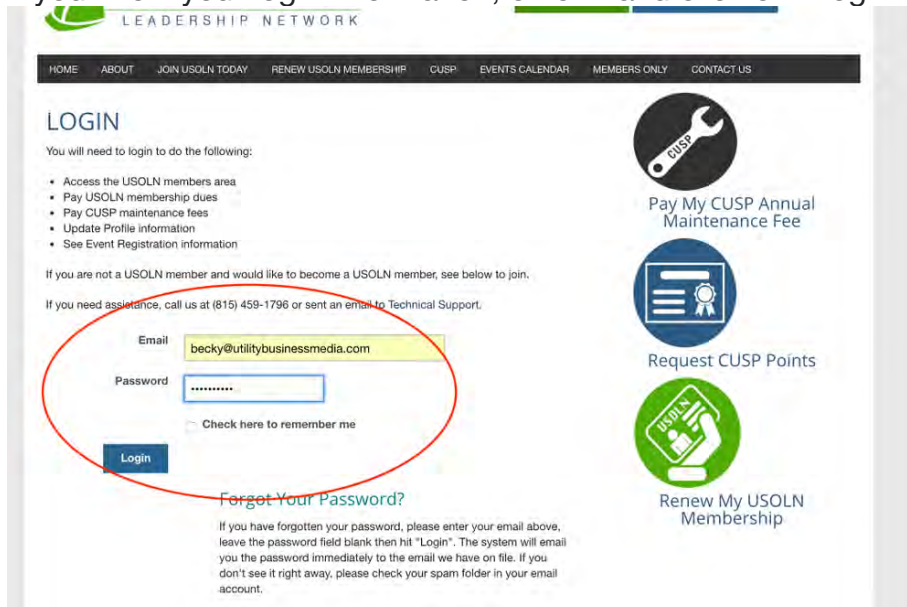 LEADERSHIP NETWORK
HOME ABOUT JOIN USOLN TODAY RENEW USOLN MEMBERSHIP CUSP EVENTS CALENDAR MEMBERS ONLY CONTACT US
LOGIN
You will need to login to do the following:
• Access the USOLN members area
• Pay USOLN membership dues
• Pay CUSP maintenance fees
• Update Profile information
• See Event Registration information
If you are not a USOLN member and would like to become a USOLN member, see below to join.
If you need assistance, call us at (815) 459-1796 or sent an email to Technical Support.
Email
becky@utilitybusinessmedia.com
Password
••••••••••
Check here to remember me
Login
Forgot Your Password?
If you have forgotten your password, please enter your email above,
leave the password field blank then hit "Login". The system will email
you the password immediately to the email we have on file. If you
don't see it right away, please check your spam folder in your email
account.
CUSP
Pay My CUSP Annual
Maintenance Fee
Request CUSP Points
USOLN
Renew My USOLN
Membership